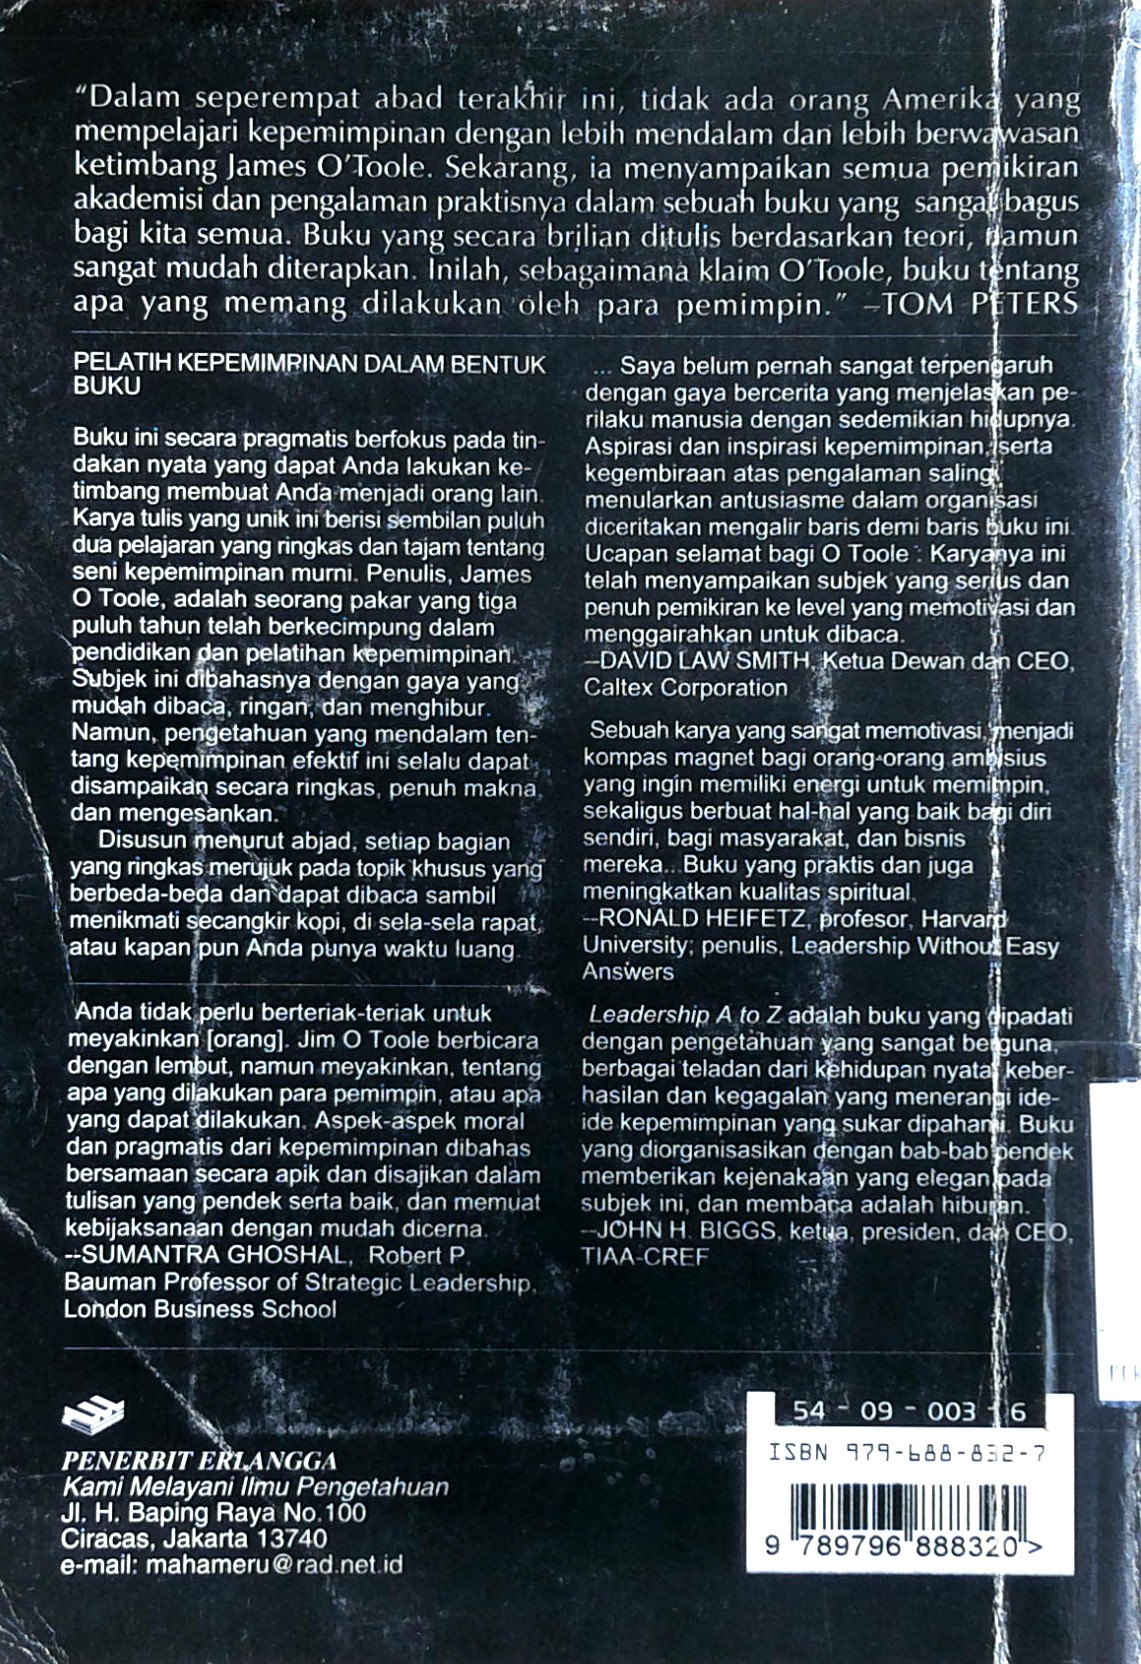 “Dalam seperempat abad terakhir ini, tidak ada orang Amerika yang
mempelajari kepemimpinan dengan lebih mendalam dan lebih berwawasan
ketimbang James O’Toole. Sekarang, ia menyampaikan semua pemikiran
akademisi dan pengalaman praktisnya dalam sebuah buku yang sangat bagus
bagi kita semua. Buku yang secara brilian ditulis berdasarkan teori, namun
sangat mudah diterapkan. Inilah, sebagaimana klaim O’Toole, buku tentang
apa yang memang dilakukan oleh para pemimpin.” –TOM PETERS
PELATIH KEPEMIMPINAN DALAM BENTUK
BUKU
Buku ini secara pragmatis berfokus pada tin-
dakan nyata yang dapat Anda lakukan ke-
timbang membuat Anda menjadi orang lain.
Karya tulis yang unik ini berisi sembilan puluh
dua pelajaran yang ringkas dan tajam tentang
seni kepemimpinan murni. Penulis, James
O Toole, adalah seorang pakar yang tiga
puluh tahun telah berkecimpung dalam
pendidikan dan pelatihan kepemimpinan.
Subjek ini dibahasnya dengan gaya yang
mudah dibaca, ringan, dan menghibur.
Namun, pengetahuan yang mendalam ten-
tang kepemimpinan efektif ini selalu dapat
disampaikan secara ringkas, penuh makna,
dan mengesankan.
Disusun menurut abjad, setiap bagian
yang ringkas merujuk pada topik khusus yang
berbeda-beda dan dapat dibaca sambil
menikmati secangkir kopi, di sela-sela rapat,
atau kapan pun Anda punya waktu luang.
Anda tidak perlu berteriak-teriak untuk
meyakinkan [orang]. Jim O Toole berbicara
dengan lembut, namun meyakinkan, tentang
apa yang dilakukan para pemimpin, atau apa
yang dapat dilakukan. Aspek-aspek moral
dan pragmatis dari kepemimpinan dibahas
bersamaan secara apik dan disajikan dalam
tulisan yang pendek serta baik, dan memuat
kebijaksanaan dengan mudah dicerna.
--SUMANTRA GHOSHAL, Robert P.
Bauman Professor of Strategic Leadership,
London Business School
... Saya belum pernah sangat terpengaruh
dengan gaya bercerita yang menjelaskan pe-
rilaku manusia dengan sedemikian hidupnya.
Aspirasi dan inspirasi kepemimpinan, serta
kegembiraan atas pengalaman saling
menularkan antusiasme dalam organisasi
diceritakan mengalir baris demi baris buku ini.
Ucapan selamat bagi O Toole : Karyanya ini
telah menyampaikan subjek yang serius dan
penuh pemikiran ke level yang memotivasi dan
menggairahkan untuk dibaca.
–DAVID LAW SMITH, Ketua Dewan dan CEO,
Caltex Corporation
Sebuah karya yang sangat memotivasi, menjadi
kompas magnet bagi orang-orang ambisius
yang ingin memiliki energi untuk memimpin,
sekaligus berbuat hal-hal yang baik bagi diri
sendiri, bagi masyarakat, dan bisnis
mereka... Buku yang praktis dan juga
meningkatkan kualitas spiritual.
--RONALD HEIFETZ, profesor, Harvard
University; penulis, Leadership Without Easy
Answers
Leadership A to Z adalah buku yang dipadati
dengan pengetahuan yang sangat berguna,
berbagai teladan dari kehidupan nyata, keber-
hasilan dan kegagalan yang menerangi ide-
ide kepemimpinan yang sukar dipahami. Buku
yang diorganisasikan dengan bab-bab pendek
memberikan kejenakaan yang elegan pada
subjek ini, dan membaca adalah hiburan.
--JOHN H. BIGGS, ketua, presiden, dan CEO,
TIAA-CREF
PENERBIT ERLANGGA
Kami Melayani Ilmu Pengetahuan
Jl. H. Baping Raya No.100
Ciracas, Jakarta 13740
e-mail: mahameru@rad.net.id
54 - 09 - 003 - 6
ISBN 979-688-832-7
9 789796 888320 >